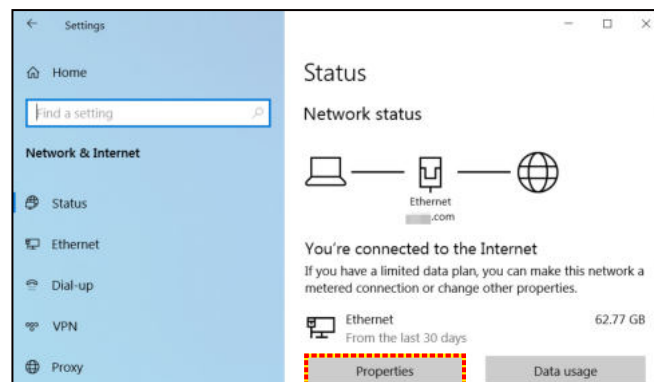 Settings
Home
Find a setting
Network & Internet
Status
Ethernet
Dial-up
VPN
Proxy
Status
Network status
Ethernet
.com
You're connected to the Internet
If you have a limited data plan, you can make this network a
metered connection or change other properties.
Ethernet 62.77 GB
From the last 30 days
Properties Data usage